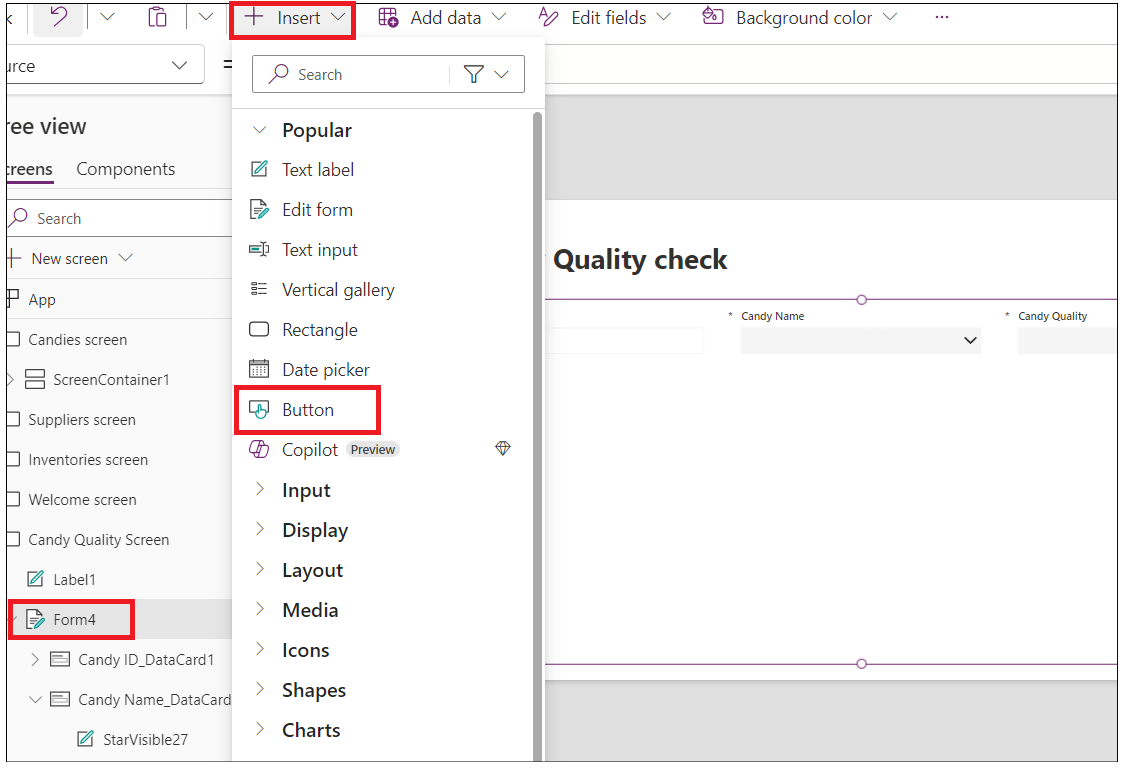 Insert
Add data
Edit fields
Background color
...
urce
=
ree view
creens
Components
Search
New screen
App
Candies screen
ScreenContainer1
Suppliers screen
Inventories screen
Welcome screen
Candy Quality Screen
Label1
Form4
Candy ID_DataCard1
Candy Name_DataCard
StarVisible27
Search
Popular
Text label
Edit form
Text input
Vertical gallery
Rectangle
Date picker
Button
Copilot Preview
Input
Display
Layout
Media
Icons
Shapes
Charts
Quality check
* Candy Name
* Candy Quality